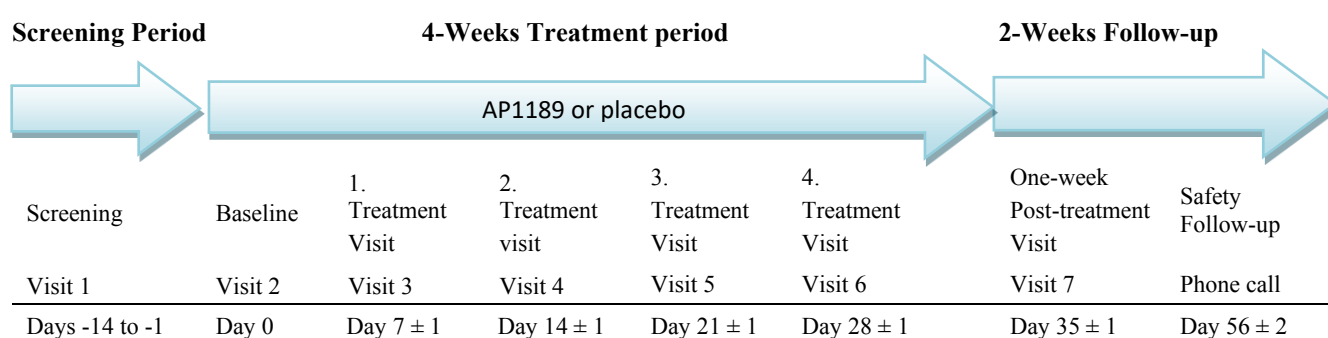 Screening Period 4-Weeks Treatment period 2-Weeks Follow-up
AP1189 or placebo
Screening
Baseline
1.
Treatment
Visit
2.
Treatment
visit
3.
Treatment
Visit
4.
Treatment
Visit
One-week
Post-treatment
Visit
Safety
Follow-up
Visit 1 Visit 2 Visit 3 Visit 4 Visit 5 Visit 6 Visit 7 Phone call
Days -14 to -1 Day 0 Day 7 ± 1 Day 14 ± 1 Day 21 ± 1 Day 28 ± 1 Day 35 ± 1 Day 56 ± 2